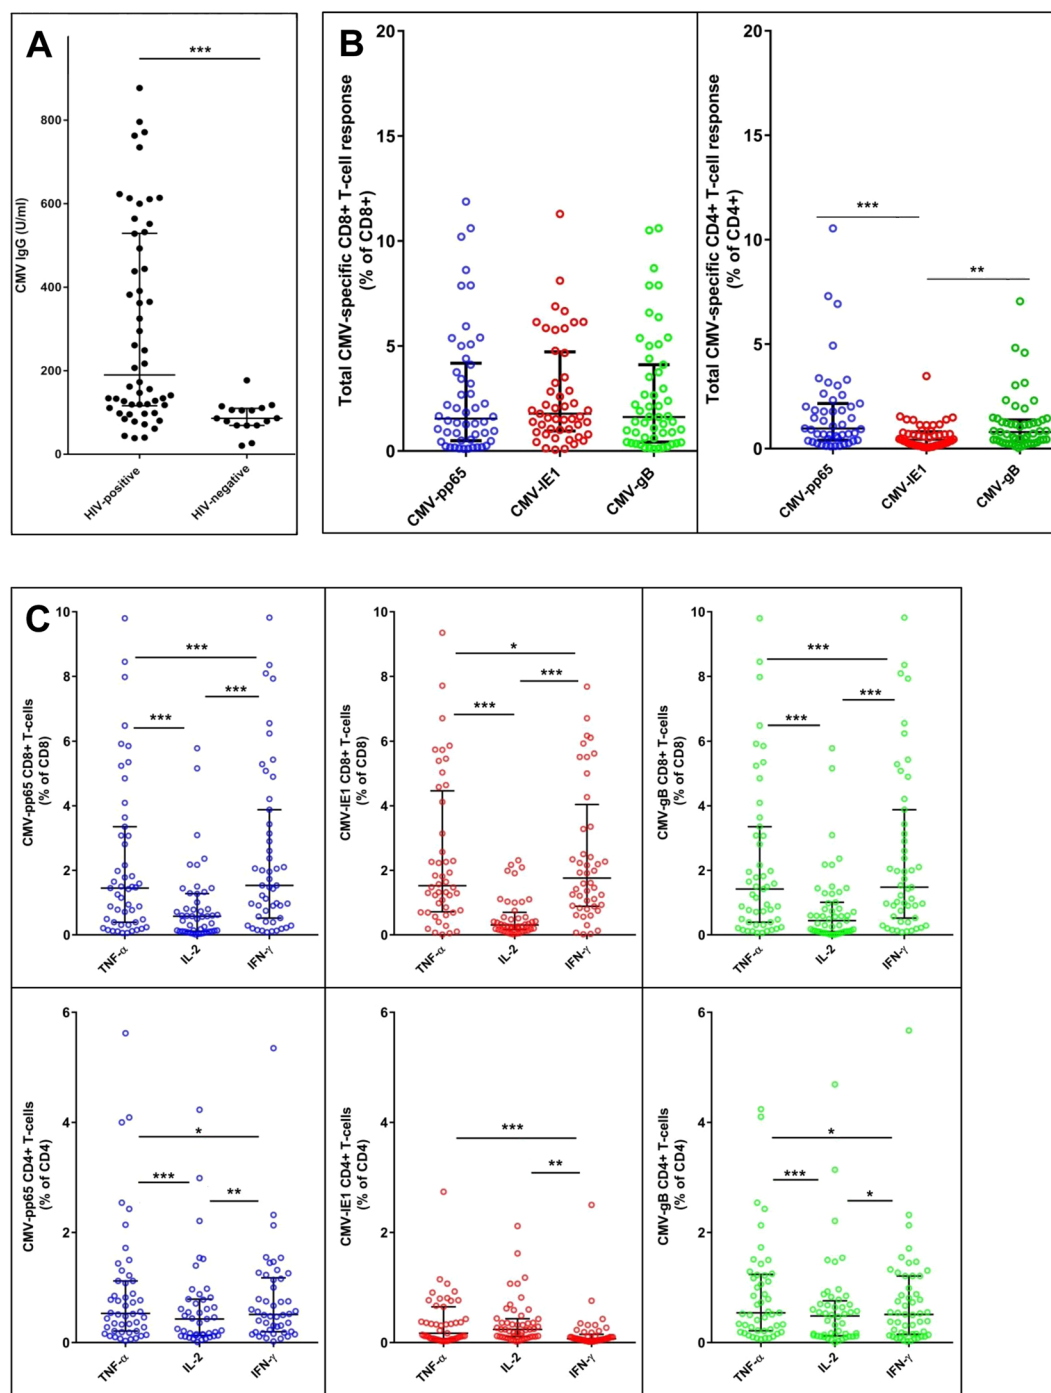 A
***
CMV IgG (U/ml)
800
600
400
200
0
HIV-positive
HIV-negative
B
Total CMV-specific CD8+ T-cell response
(% of CD8+)
20
15
10
5
0
CMV-pp65
CMV-IE1
CMV-gB
Total CMV-specific CD4+ T-cell response
(% of CD4+)
20
15
10
5
0
***
**
CMV-pp65
CMV-IE1
CMV-gB
C
CMV-pp65 CD8+ T-cells
(% of CD8)
10
8
6
4
2
0
***
***
***
TNF-α
IL-2
IFN-γ
CMV-IE1 CD8+ T-cells
(% of CD8)
10
8
6
4
2
0
*
***
***
TNF-α
IL-2
IFN-γ
CMV-gB CD8+ T-cells
(% of CD8)
10
8
6
4
2
0
***
***
***
TNF-α
IL-2
IFN-γ
CMV-pp65 CD4+ T-cells
(% of CD4)
6
4
2
0
*
***
**
TNF-α
IL-2
IFN-γ
CMV-IE1 CD4+ T-cells
(% of CD4)
6
4
2
0
***
**
TNF-α
IL-2
IFN-γ
CMV-gB CD4+ T-cells
(% of CD4)
6
4
2
0
*
***
*
TNF-α
IL-2
IFN-γ